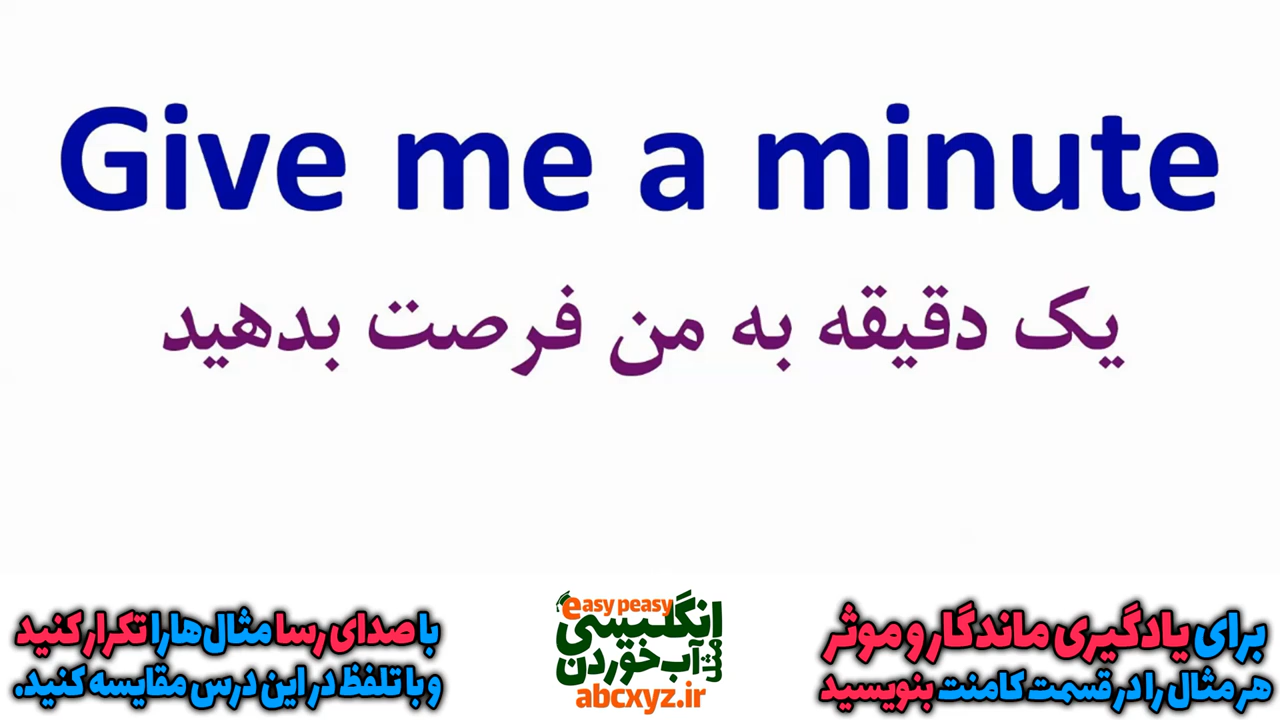 Give me a minute
یک دقیقه به من فرصت بدهید
با صدای رسا مثال‌ها را تکرار کنید
و با تلفظ در این درس مقایسه کنید.
easy peasy
انگلیسی
مثل آب خوردن
abcxyz.ir
برای یادگیری ماندگار و موثر
هر مثال را در قسمت کامنت بنویسید